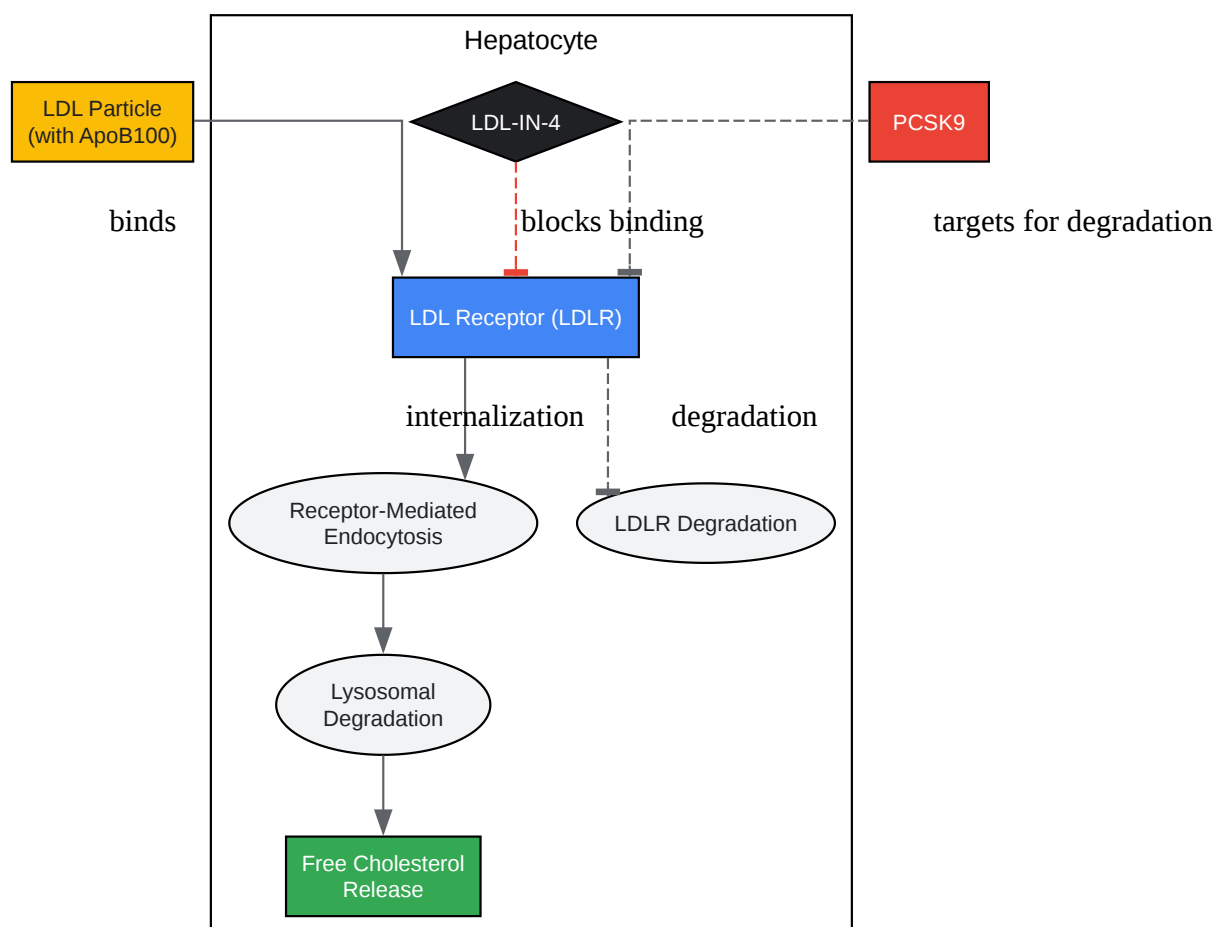 Hepatocyte
LDL Particle
(with ApoB100)
LDL-IN-4
PCSK9
binds
blocks binding
targets for degradation
LDL Receptor (LDLR)
internalization
degradation
Receptor-Mediated
Endocytosis
LDLR Degradation
Lysosomal
Degradation
Free Cholesterol
Release